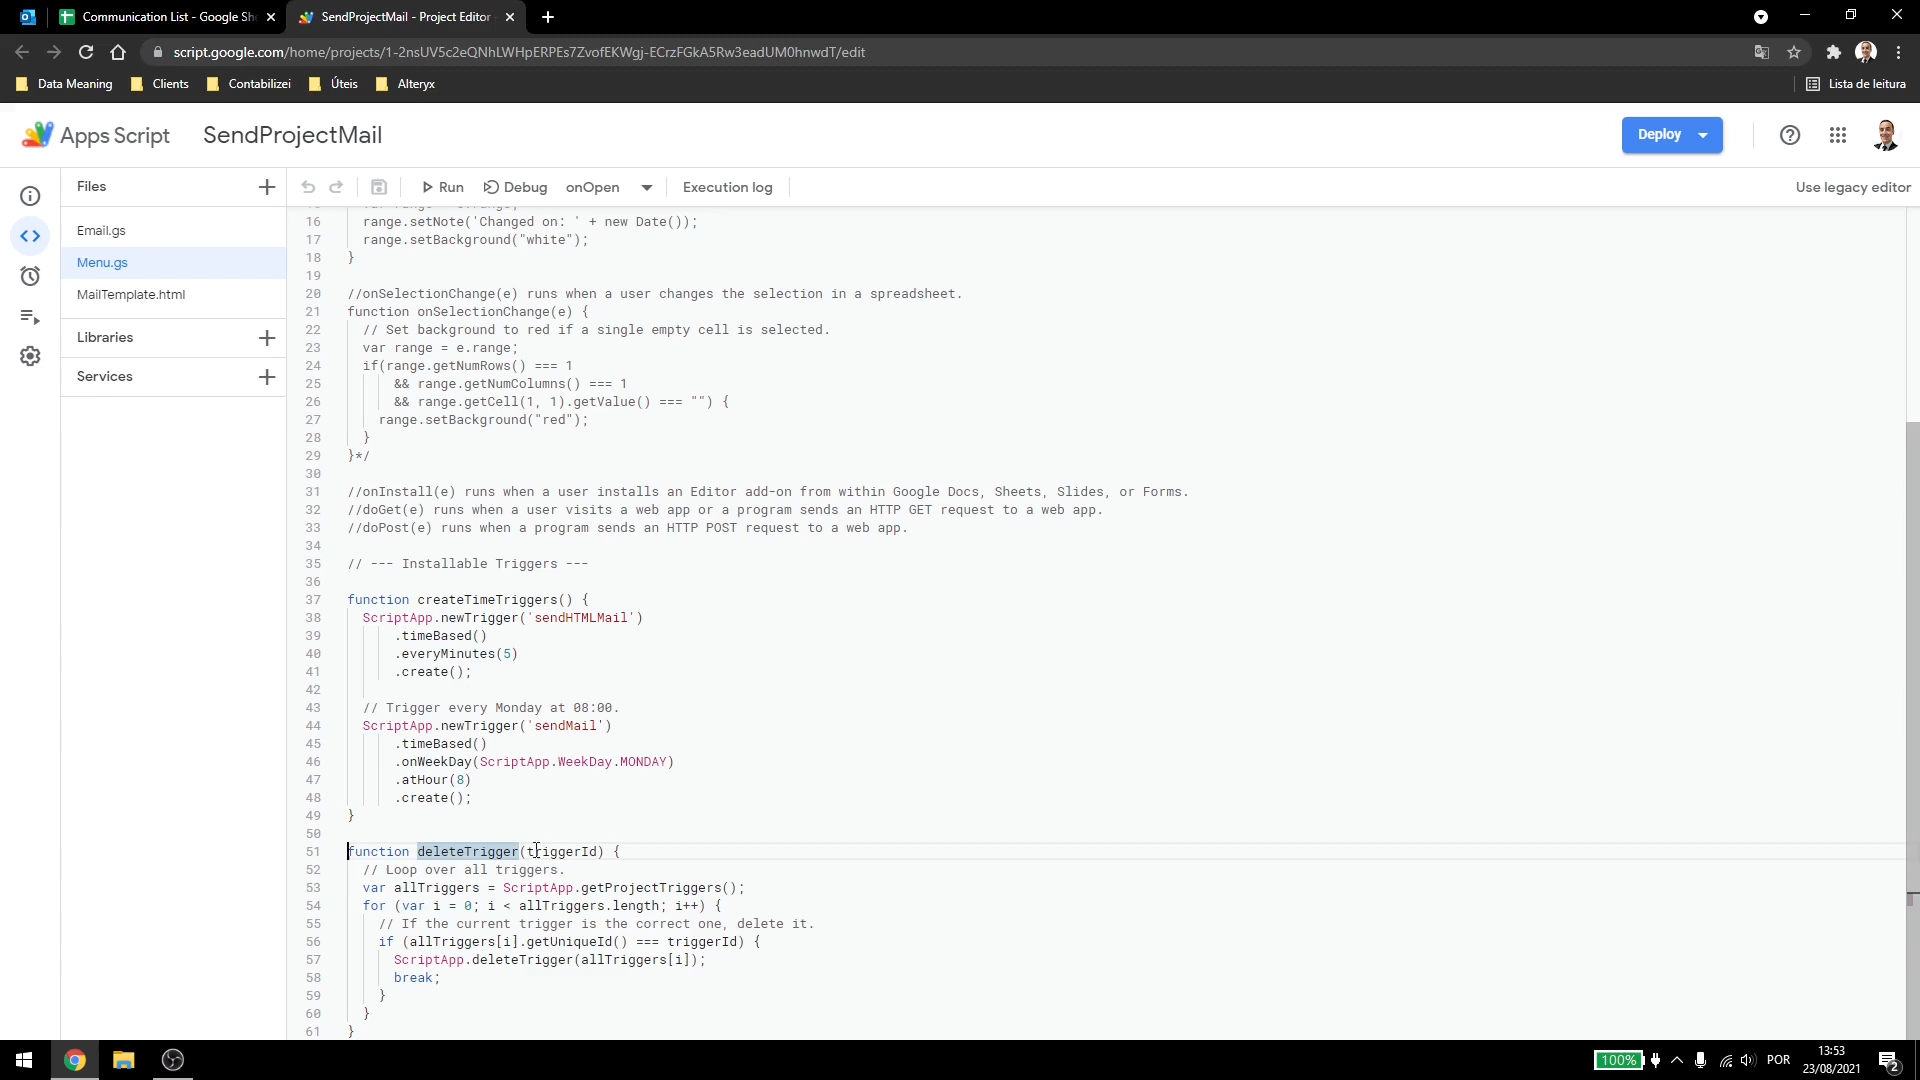 Communication List - Google She
SendProjectMail - Project Editor
script.google.com/home/projects/1-2nsUV5c2eQNhLWHpERPEs7ZvofEKWgj-ECrzFGkA5Rw3eadUM0hnwdT/edit
Data Meaning
Clients
Contabilizei
Úteis
Alteryx
Lista de leitura
Apps Script
SendProjectMail
Deploy
Files
Run
Debug
onOpen
Execution log
Use legacy editor
Email.gs
Menu.gs
MailTemplate.html
Libraries
Services
16 range.setNote('Changed on: ' + new Date());
17 range.setBackground("white");
18 }
19
20 //onSelectionChange(e) runs when a user changes the selection in a spreadsheet.
21 function onSelectionChange(e) {
22 // Set background to red if a single empty cell is selected.
23 var range = e.range;
24 if(range.getNumRows() === 1
25 && range.getNumColumns() === 1
26 && range.getCell(1, 1).getValue() === "") {
27 range.setBackground("red");
28 }
29 }*/
30
31 //onInstall(e) runs when a user installs an Editor add-on from within Google Docs, Sheets, Slides, or Forms.
32 //doGet(e) runs when a user visits a web app or a program sends an HTTP GET request to a web app.
33 //doPost(e) runs when a program sends an HTTP POST request to a web app.
34
35 // --- Installable Triggers ---
36
37 function createTimeTriggers() {
38 ScriptApp.newTrigger('sendHTMLMail')
39 .timeBased()
40 .everyMinutes(5)
41 .create();
42
43 // Trigger every Monday at 08:00.
44 ScriptApp.newTrigger('sendMail')
45 .timeBased()
46 .onWeekDay(ScriptApp.WeekDay.MONDAY)
47 .atHour(8)
48 .create();
49 }
50
51 function deleteTrigger(triggerId) {
52 // Loop over all triggers.
53 var allTriggers = ScriptApp.getProjectTriggers();
54 for (var i = 0; i < allTriggers.length; i++) {
55 // If the current trigger is the correct one, delete it.
56 if (allTriggers[i].getUniqueId() === triggerId) {
57 ScriptApp.deleteTrigger(allTriggers[i]);
58 break;
59 }
60 }
61 }
100%
POR
13:53
23/08/2021
2